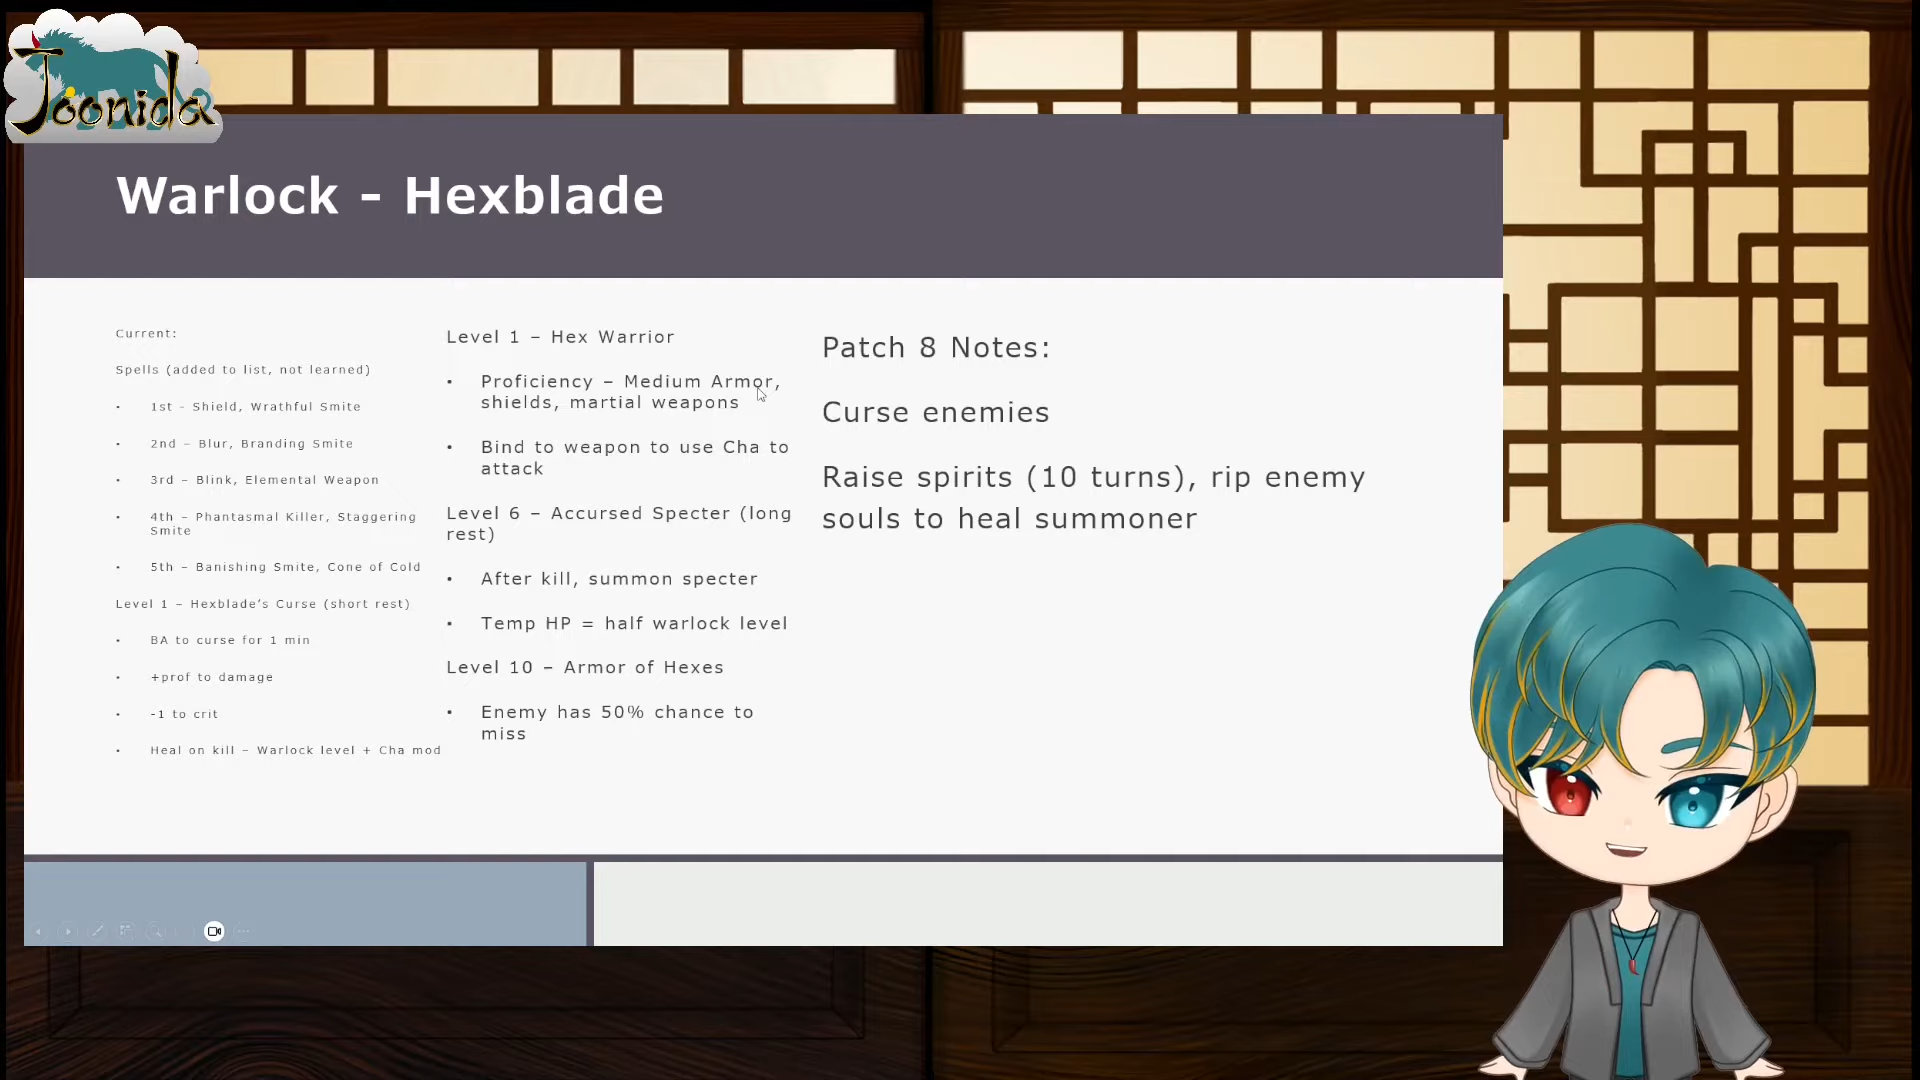 Joonida
Warlock - Hexblade
Current:
Spells (added to list, not learned)
• 1st - Shield, Wrathful Smite
• 2nd – Blur, Branding Smite
• 3rd – Blink, Elemental Weapon
• 4th – Phantasmal Killer, Staggering
Smite
• 5th – Banishing Smite, Cone of Cold
Level 1 – Hexblade's Curse (short rest)
• BA to curse for 1 min
• +prof to damage
• -1 to crit
• Heal on kill – Warlock level + Cha mod
Level 1 – Hex Warrior
• Proficiency – Medium Armor,
shields, martial weapons
• Bind to weapon to use Cha to
attack
Level 6 – Accursed Specter (long
rest)
• After kill, summon specter
• Temp HP = half warlock level
Level 10 – Armor of Hexes
• Enemy has 50% chance to
miss
Patch 8 Notes:
Curse enemies
Raise spirits (10 turns), rip enemy
souls to heal summoner